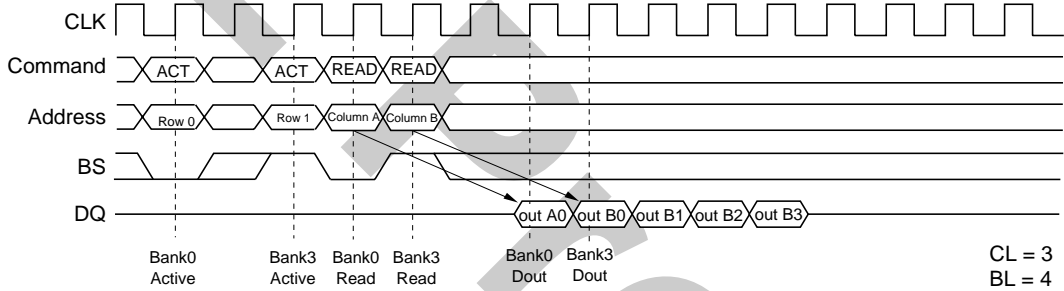 CLK
Command ACT ACT READ READ
Address Row 0 Row 1 Column A Column B
BS
DQ out A0 out B0 out B1 out B2 out B3
Bank0 Active
Bank3 Active
Bank0 Read
Bank3 Read
Bank0 Dout
Bank3 Dout
CL = 3
BL = 4